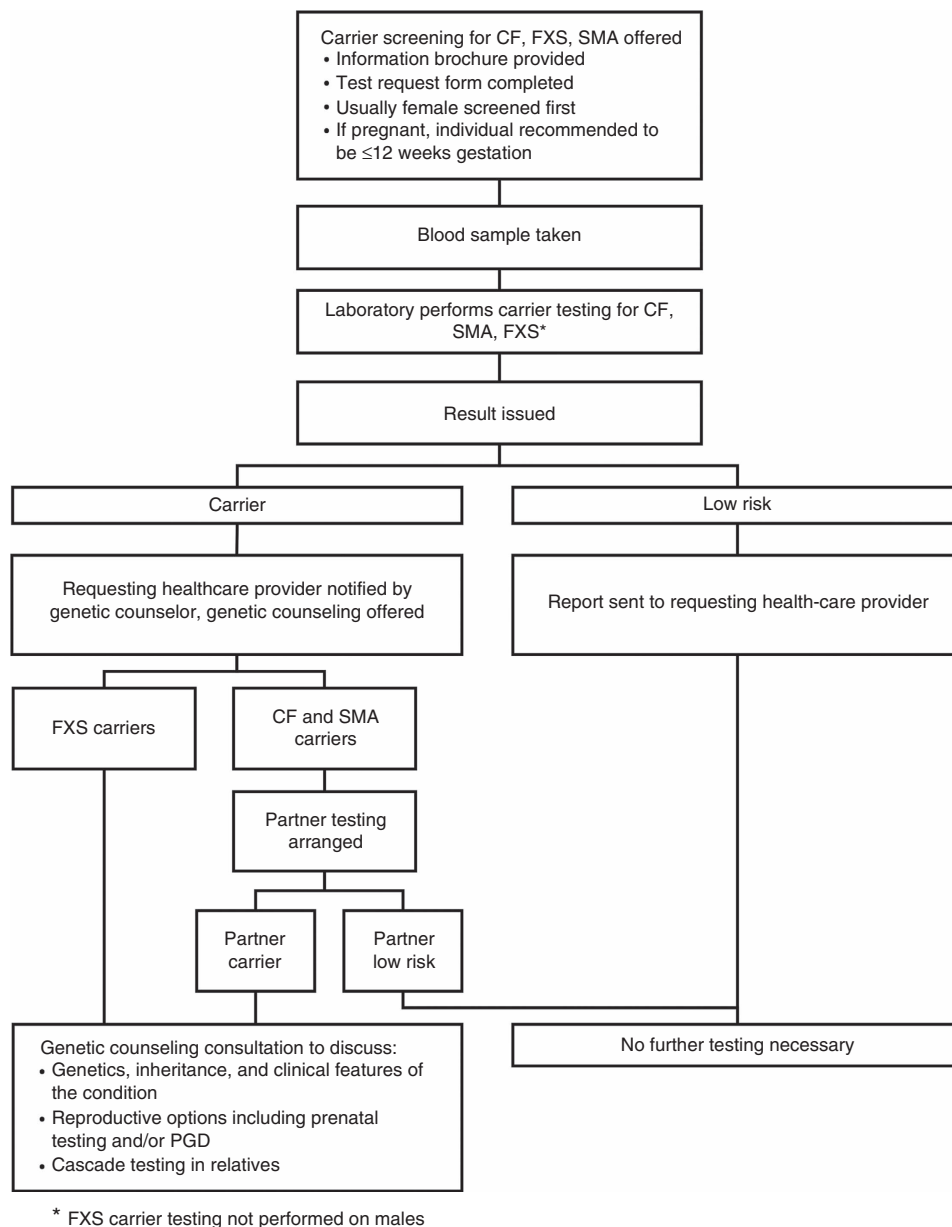 Carrier screening for CF, FXS, SMA offered
• Information brochure provided
• Test request form completed
• Usually female screened first
• If pregnant, individual recommended to
be ≤12 weeks gestation
Blood sample taken
Laboratory performs carrier testing for CF,
SMA, FXS*
Result issued
Carrier
Low risk
Requesting healthcare provider notified by
genetic counselor, genetic counseling offered
Report sent to requesting health-care provider
FXS carriers
CF and SMA
carriers
Partner testing
arranged
Partner
carrier
Partner
low risk
Genetic counseling consultation to discuss:
• Genetics, inheritance, and clinical features of
the condition
• Reproductive options including prenatal
testing and/or PGD
• Cascade testing in relatives
No further testing necessary
* FXS carrier testing not performed on males